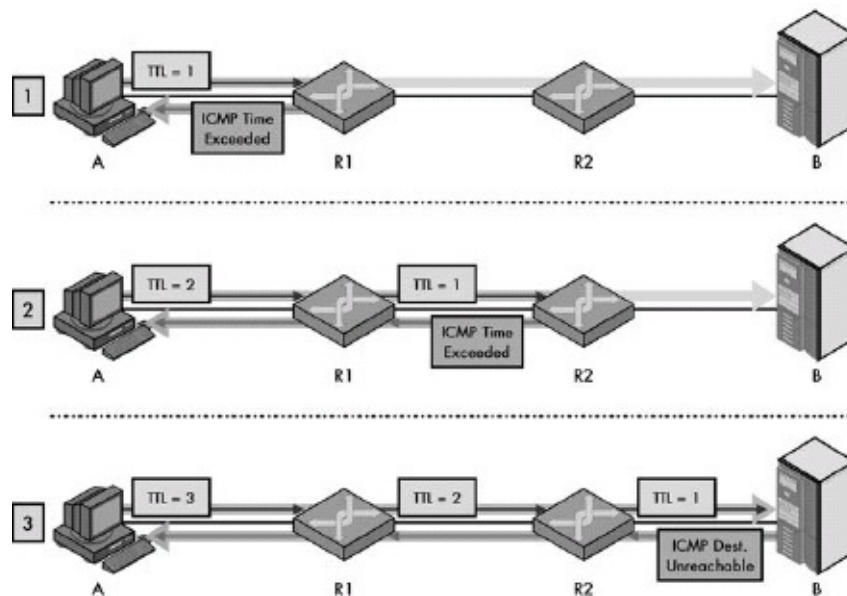 TTL = 1
1
ICMP Time
Exceeded
A
R1
R2
B
TTL = 2
TTL = 1
2
ICMP Time
Exceeded
A
R1
R2
B
TTL = 3
TTL = 2
TTL = 1
3
ICMP Dest.
Unreachable
A
R1
R2
B